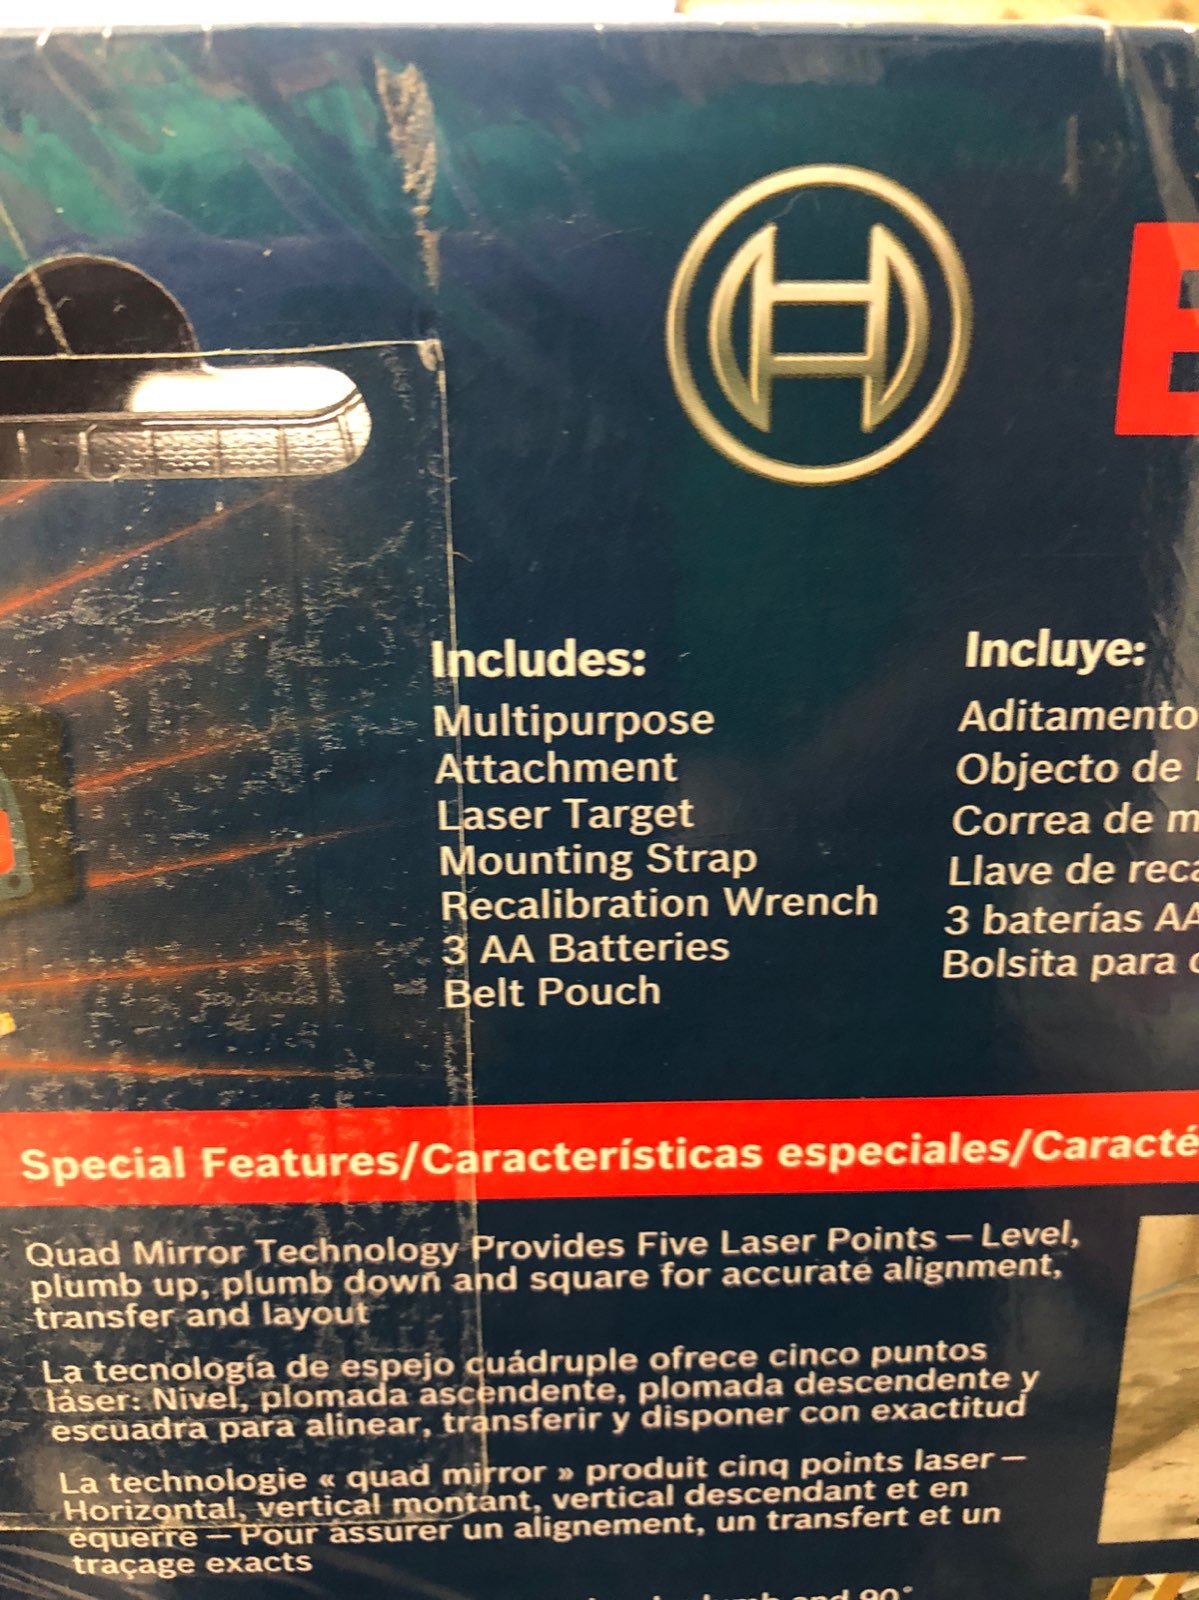 Includes:
Multipurpose
Attachment
Laser Target
Mounting Strap
Recalibration Wrench
3 AA Batteries
Belt Pouch
Incluye:
Aditamento
Objecto de
Correa de
Llave de
3 baterías AA
Bolsita para
Special Features/Características especiales/
Quad Mirror Technology Provides Five Laser Points — Level,
plumb up, plumb down and square for accurate alignment,
transfer and layout
La tecnología de espejo cuádruple ofrece cinco puntos
láser: Nivel, plomada ascendente, plomada descendente y
escuadra para alinear, transferir y disponer con exactitud
La technologie « quad mirror » produit cinq points laser —
Horizontal, vertical montant, vertical descendant et en
équerre — Pour assurer un alignement, un transfert et un
traçage exacts
and 90°